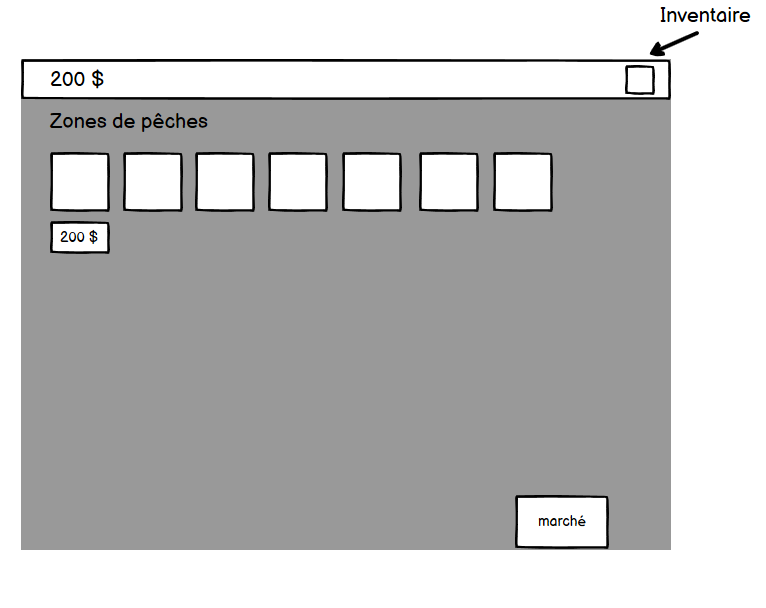 Inventaire
200 $
Zones de pêches
200 $
marché